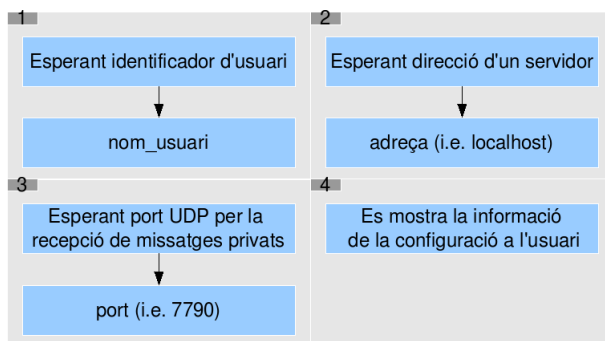 1
Esperant identificador d'usuari
nom_usuari
2
Esperant direcció d'un servidor
adreça (i.e. localhost)
3
Esperant port UDP per la
recepció de missatges privats
port (i.e. 7790)
4
Es mostra la informació
de la configuració a l'usuari